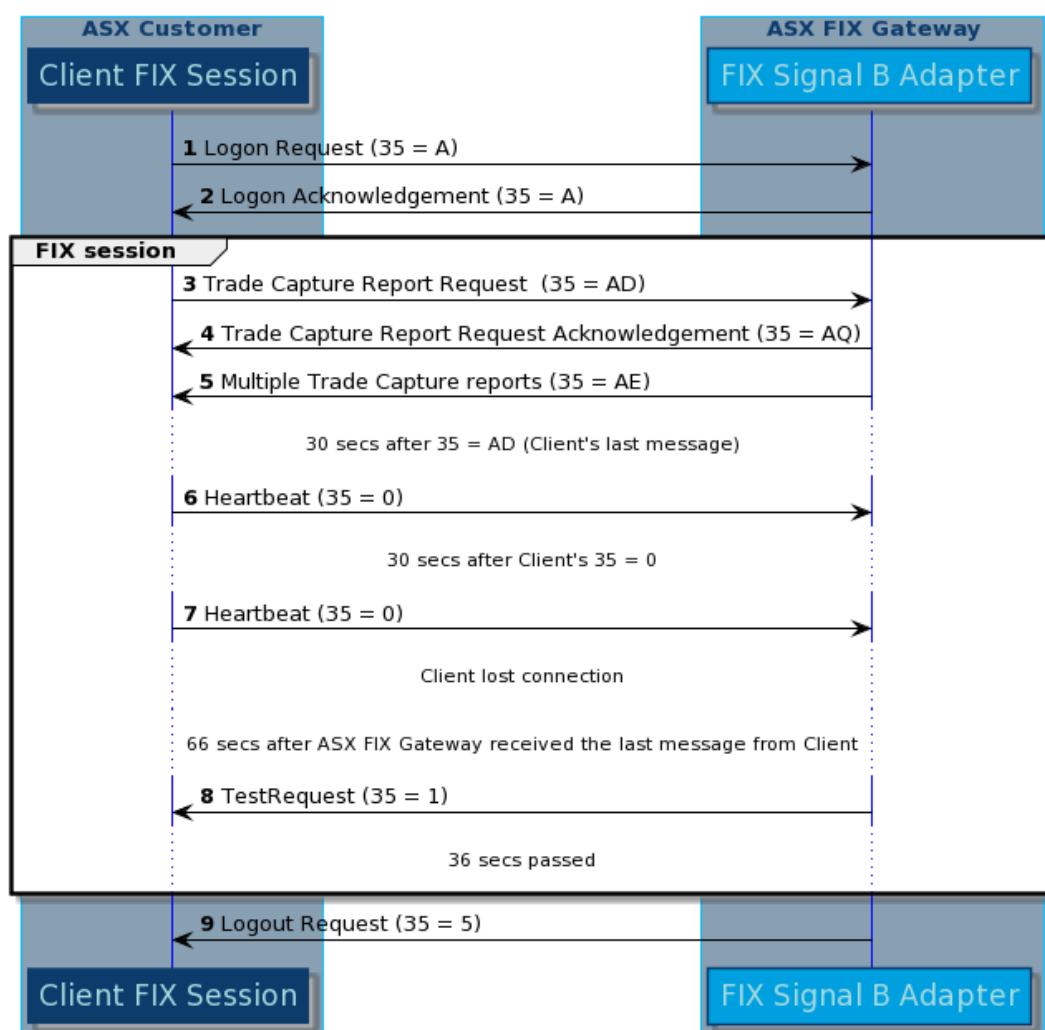 ASX Customer
ASX FIX Gateway
Client FIX Session
FIX Signal B Adapter
1 Logon Request (35 = A)
2 Logon Acknowledgement (35 = A)
FIX session
3 Trade Capture Report Request  (35 = AD)
4 Trade Capture Report Request Acknowledgement (35 = AQ)
5 Multiple Trade Capture reports (35 = AE)
30 secs after 35 = AD (Client's last message)
6 Heartbeat (35 = 0)
30 secs after Client's 35 = 0
7 Heartbeat (35 = 0)
Client lost connection
66 secs after ASX FIX Gateway received the last message from Client
8 TestRequest (35 = 1)
36 secs passed
9 Logout Request (35 = 5)
Client FIX Session
FIX Signal B Adapter